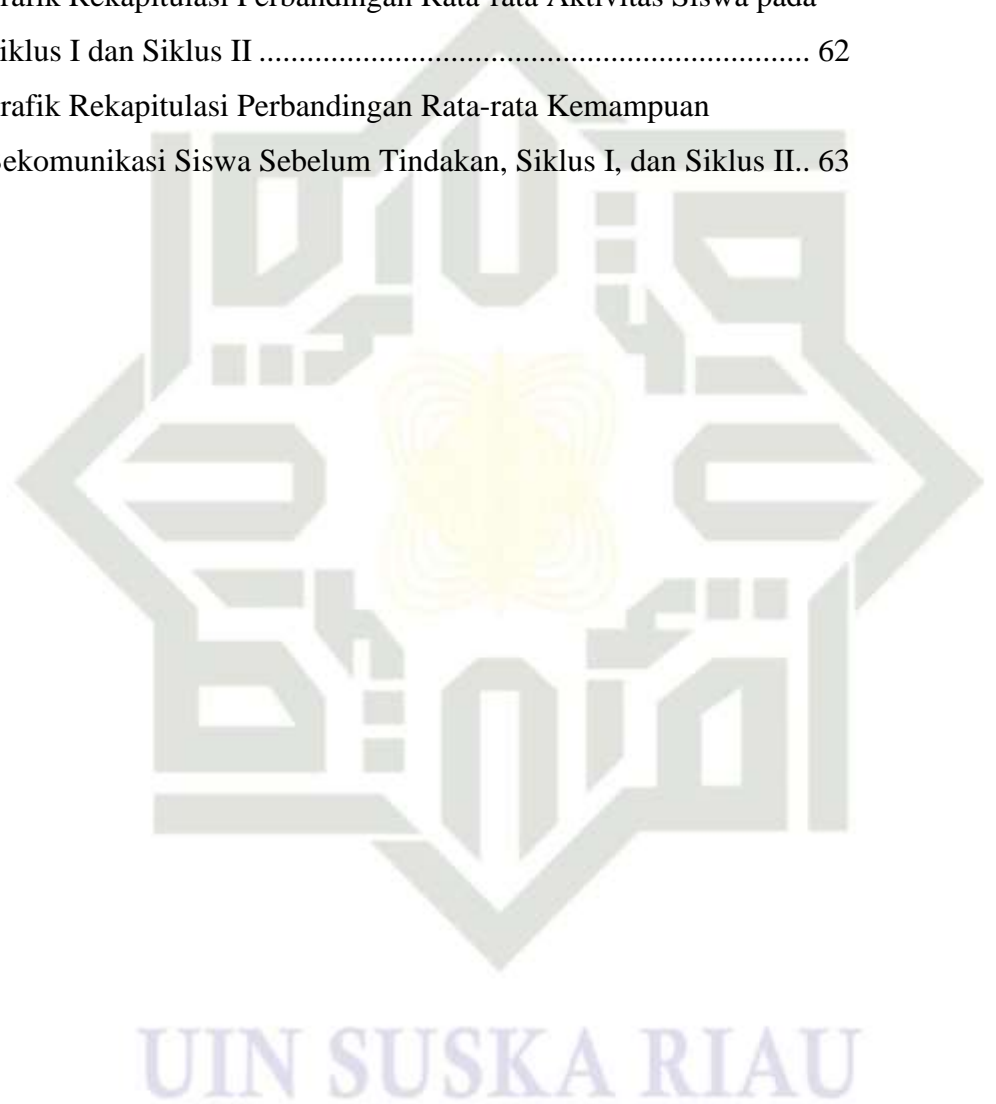 rafik Rekapitulasi Perbandingan Rata-rata Aktivitas Siswa pada
iklus I dan Siklus II .................................................................... 62
rafik Rekapitulasi Perbandingan Rata-rata Kemampuan
Bekomunikasi Siswa Sebelum Tindakan, Siklus I, dan Siklus II.. 63
UIN SUSKA RIAU